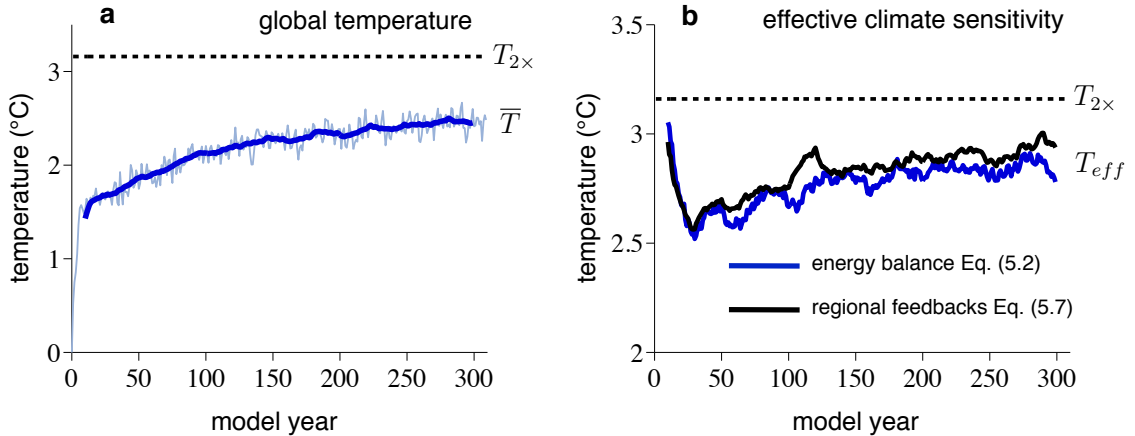 a
global temperature
temperature (°C)
3
2
1
0
T2×
T̅
0 50 100 150 200 250 300
model year
b
effective climate sensitivity
temperature (°C)
3.5
3
2.5
2
T2×
Teff
energy balance Eq. (5.2)
regional feedbacks Eq. (5.7)
0 50 100 150 200 250 300
model year